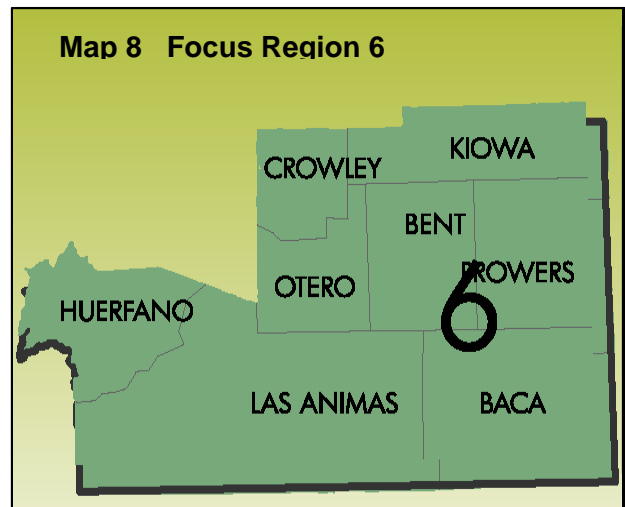 Map 8 Focus Region 6
KIOWA
CROWLEY
BENT
PROWERS
OTERO
6
HUERFANO
LAS ANIMAS
BACA